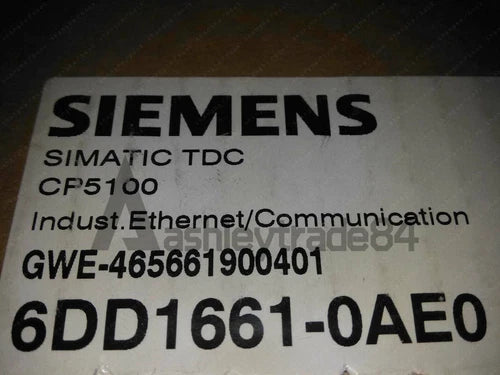 SIEMENS
SIMATIC TDC
CP5100
Indust.Ethernet/Communication
ashleytrade84
GWE-465661900401
6DD1661-0AE0